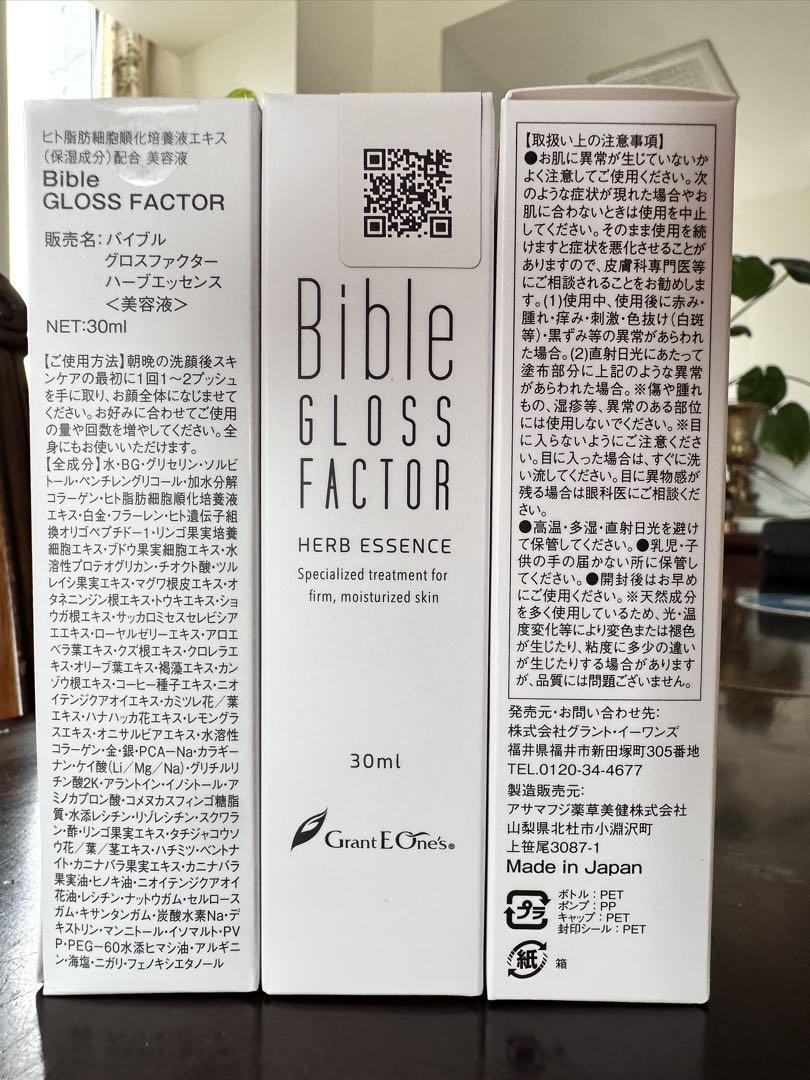 ヒト脂肪細胞順化培養液エキス
(保湿成分)配合 美容液
Bible
GLOSS FACTOR
販売名:バイブル
グロスファクター
ハーブエッセンス
<美容液>
NET:30ml
【ご使用方法】朝晩の洗顔後スキ
ンケアの最初に1回1〜2プッシュ
を手に取り、お顔全体になじませて
ください。お好みに合わせてご使用
の量や回数を増やしてください。全
身にもお使いいただけます。
【全成分】水・BG・グリセリン・ソルビ
トール・ペンチレングリコール・加水分解
コラーゲン・ヒト脂肪細胞順化培養液
エキス・白金・フラーレン・ヒト遺伝子組
換オリゴペプチド-1・リンゴ果実培養
細胞エキス・ブドウ果実細胞エキス・水
溶性プロテオグリカン・チオクト酸・ツル
レイシ果実エキス・マグワ根皮エキス・オ
タネニンジン根エキス・トウキエキス・ショ
ウガ根エキス・サッカロミセスセレビシア
エエキス・ローヤルゼリーエキス・アロエ
ベラ葉エキス・クズ根エキス・クロレラエ
キス・オリーブ葉エキス・褐藻エキス・カン
ゾウ根エキス・コーヒー種子エキス・ニオ
イテンジクアオイエキス・カミツレ花/葉
エキス・ハナハッカ花エキス・レモングラ
スエキス・オニサルビアエキス・水溶性
コラーゲン・金・銀・PCA-Na・カラギー
ナン・ケイ酸(Li/Mg/Na)・グリチルリ
チン酸2K・アラントイン・イノシトール・ア
ミノカプロン酸・コメヌカスフィンゴ糖脂
質・水添レシチン・リゾレシチン・スクワラ
ン・酢・リンゴ果実エキス・タチジャコウソ
ウ花/葉/茎エキス・ハチミツ・ベントナ
イト・カニナバラ果実エキス・カニナバラ
果実油・ヒノキ油・ニオイテンジクアオイ
花油・レシチン・ナットウガム・セルロース
ガム・キサンタンガム・炭酸水素Na・デ
キストリン・マンニトール・イソマルト・PV
P・PEG-60水添ヒマシ油・アルギニ
ン・海塩・ニガリ・フェノキシエタノール
Bible
GLOSS
FACTOR
HERB ESSENCE
Specialized treatment for
firm, moisturized skin
30ml
Grant E One's®
【取扱い上の注意事項】
●お肌に異常が生じていないか
よく注意してご使用ください。次
のような症状が現れた場合やお
肌に合わないときは使用を中止
してください。そのまま使用を続
けますと症状を悪化させることが
ありますので、皮膚科専門医等
にご相談されることをお勧めしま
す。(1)使用中、使用後に赤み・
腫れ・痒み・刺激・色抜け(白斑
等)・黒ずみ等の異常があらわれ
た場合。(2)直射日光にあたって
塗布部分に上記のような異常
があらわれた場合。※傷や腫れ
もの、湿疹等、異常のある部位
には使用しないでください。※目
に入らないようにご注意くださ
い。目に入った場合は、すぐに洗
い流してください。目に異物感が
残る場合は眼科医にご相談くだ
さい。
●高温・多湿・直射日光を避け
て保管してください。●乳児・子
供の手の届かない所に保管し
てください。●開封後はお早め
にご使用ください。※天然成分
を多く使用しているため、光・温
度変化等により変色または褪色
が生じたり、粘度に多少の違い
が生じたりする場合があります
が、品質には問題ございません。
発売元・お問い合わせ先:
株式会社グラント・イーワンズ
福井県福井市新田塚町305番地
TEL.0120-34-4677
製造販売元:
アサマフジ薬草美健株式会社
山梨県北杜市小淵沢町
上笹尾3087-1
Made in Japan
プラ
ボトル:PET
ポンプ:PP
キャップ:PET
封印シール:PET
紙
箱